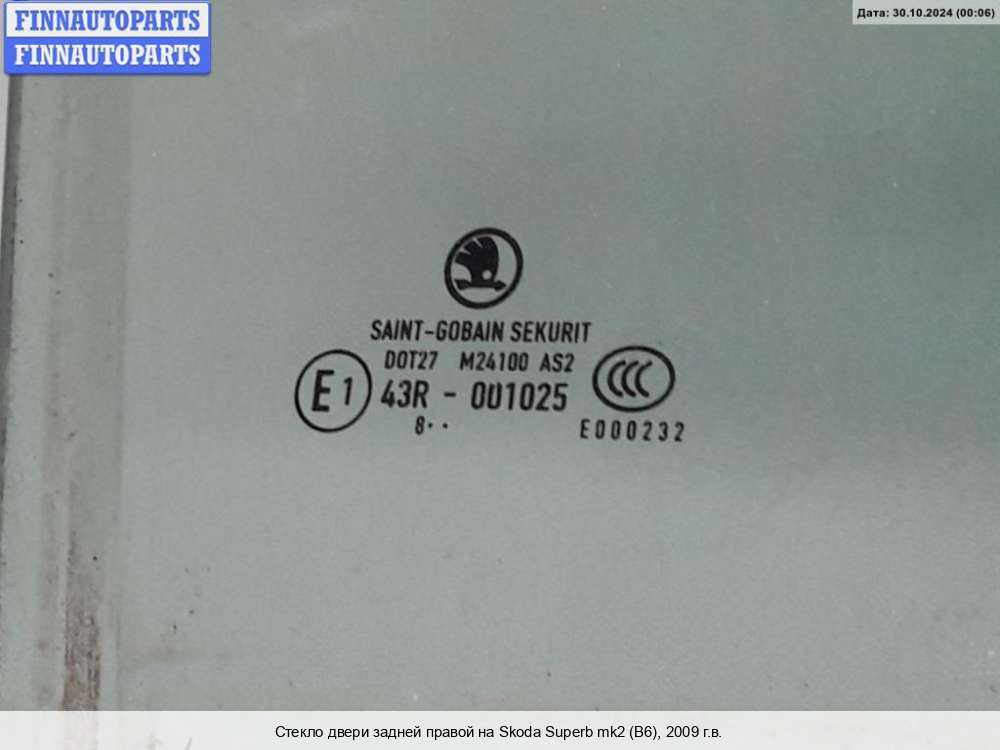 FINNAUTOPARTS
FINNAUTOPARTS
Дата: 30.10.2024 (00:06)
SAINT-GOBAIN SEKURIT
DOT27 M24100 AS2
E1 43R - 001025
CCC
8··
E000232
Стекло двери задней правой на Skoda Superb mk2 (B6), 2009 г.в.